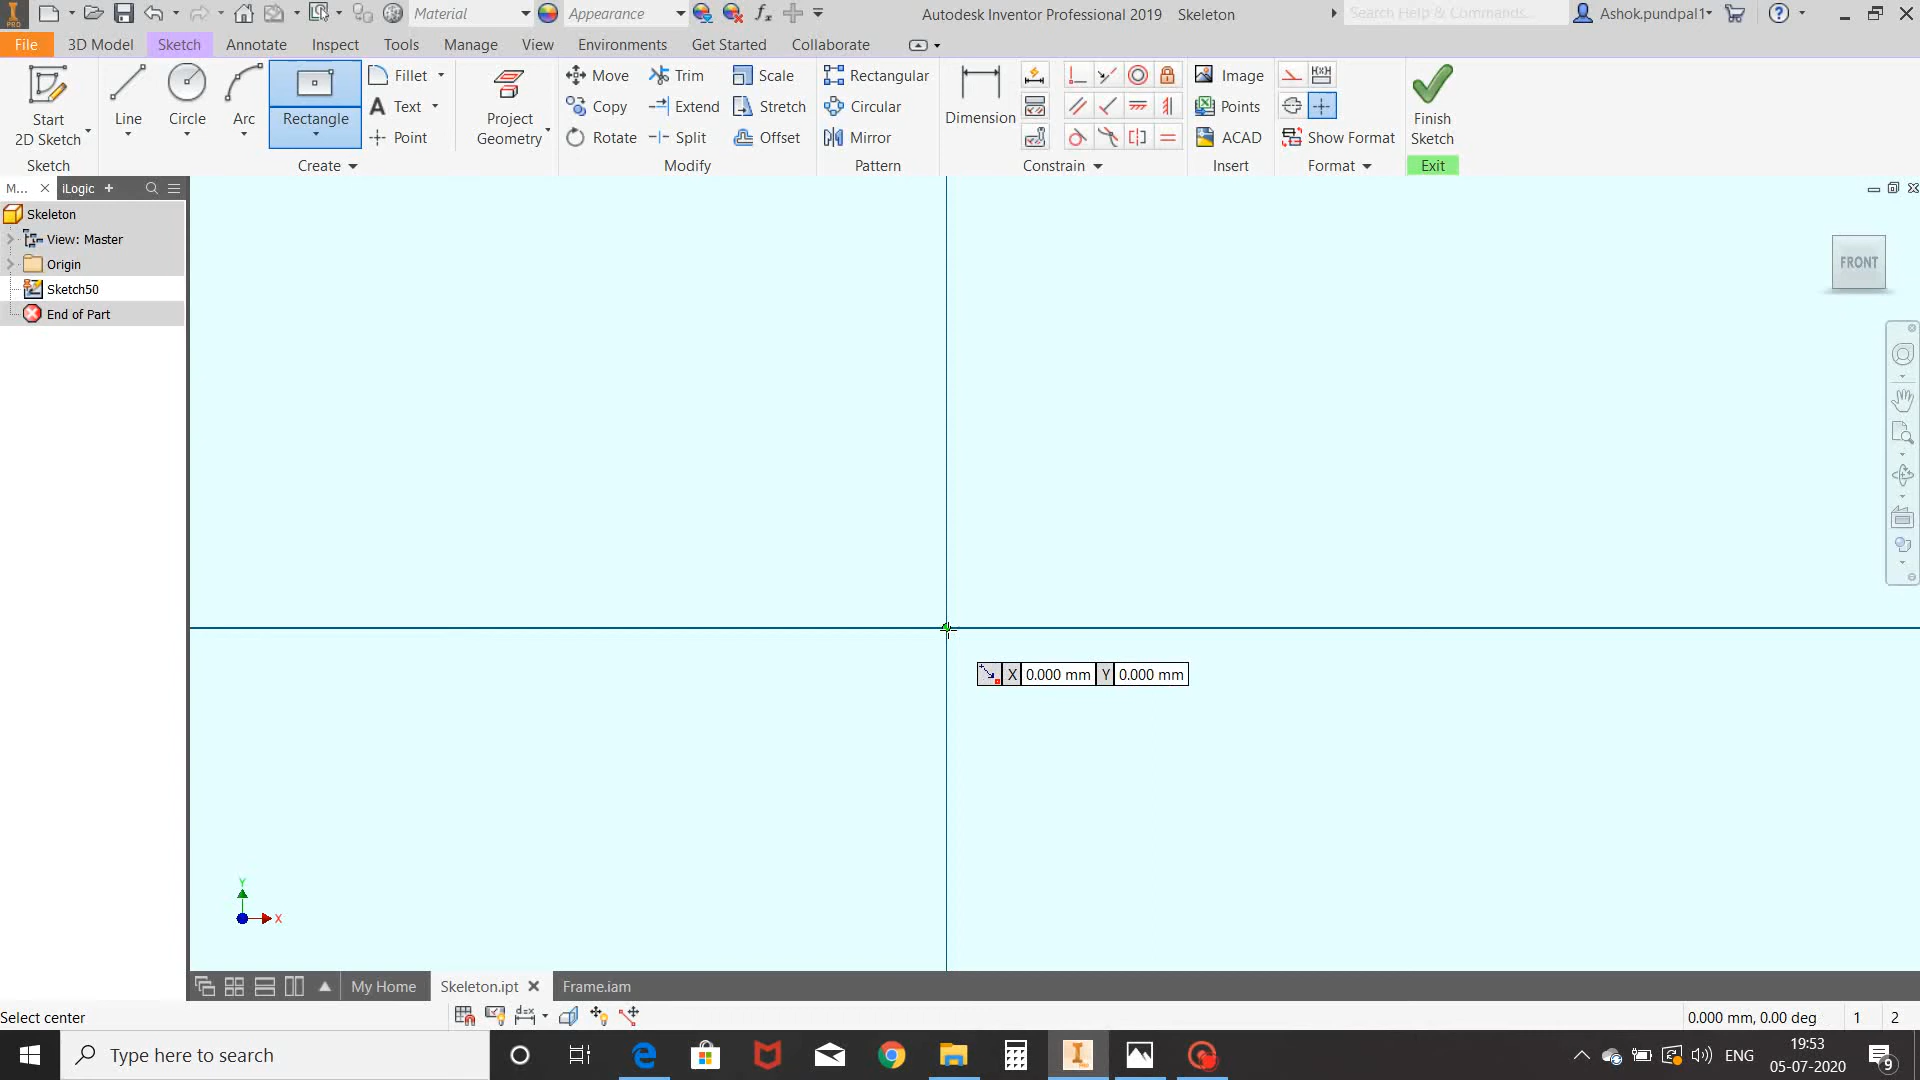 Material
Appearance
Autodesk Inventor Professional 2019 Skeleton
Search Help & Commands...
Ashok.pundpal1
File
3D Model
Sketch
Annotate
Inspect
Tools
Manage
View
Environments
Get Started
Collaborate
Start
2D Sketch
Line
Circle
Arc
Rectangle
Fillet
Text
Point
Project
Geometry
Move
Copy
Rotate
Trim
Extend
Split
Scale
Stretch
Offset
Rectangular
Circular
Mirror
Dimension
Image
Points
ACAD
Show Format
Finish
Sketch
Sketch
Create
Modify
Pattern
Constrain
Insert
Format
Exit
M...
iLogic
Skeleton
View: Master
Origin
Sketch50
End of Part
FRONT
X 0.000 mm Y 0.000 mm
Y
X
My Home
Skeleton.ipt
Frame.iam
Select center
0.000 mm, 0.00 deg 1 2
Type here to search
ENG
19:53
05-07-2020
9